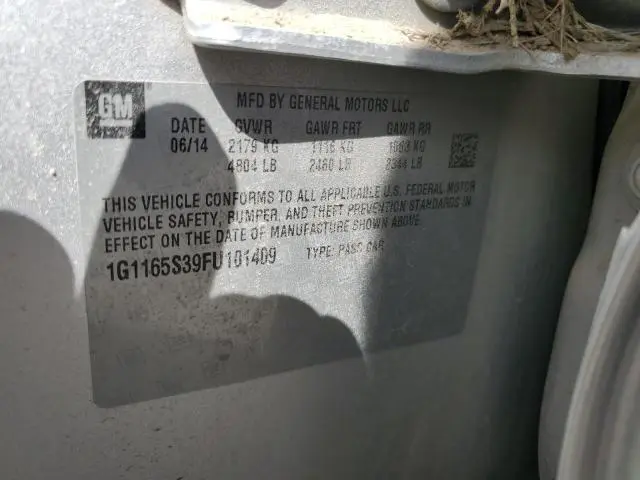 GM
MFD BY GENERAL MOTORS LLC
DATE GVWR GAWR FRT GAWR RR
06/14 2179 KG 1116 KG 1063 KG
4804 LB 2460 LB 2344 LB
THIS VEHICLE CONFORMS TO ALL APPLICABLE U.S. FEDERAL MOTOR
VEHICLE SAFETY, BUMPER, AND THEFT PREVENTION STANDARDS IN
EFFECT ON THE DATE OF MANUFACTURE SHOWN ABOVE.
1G1165S39FU101409 TYPE: PASS CAR